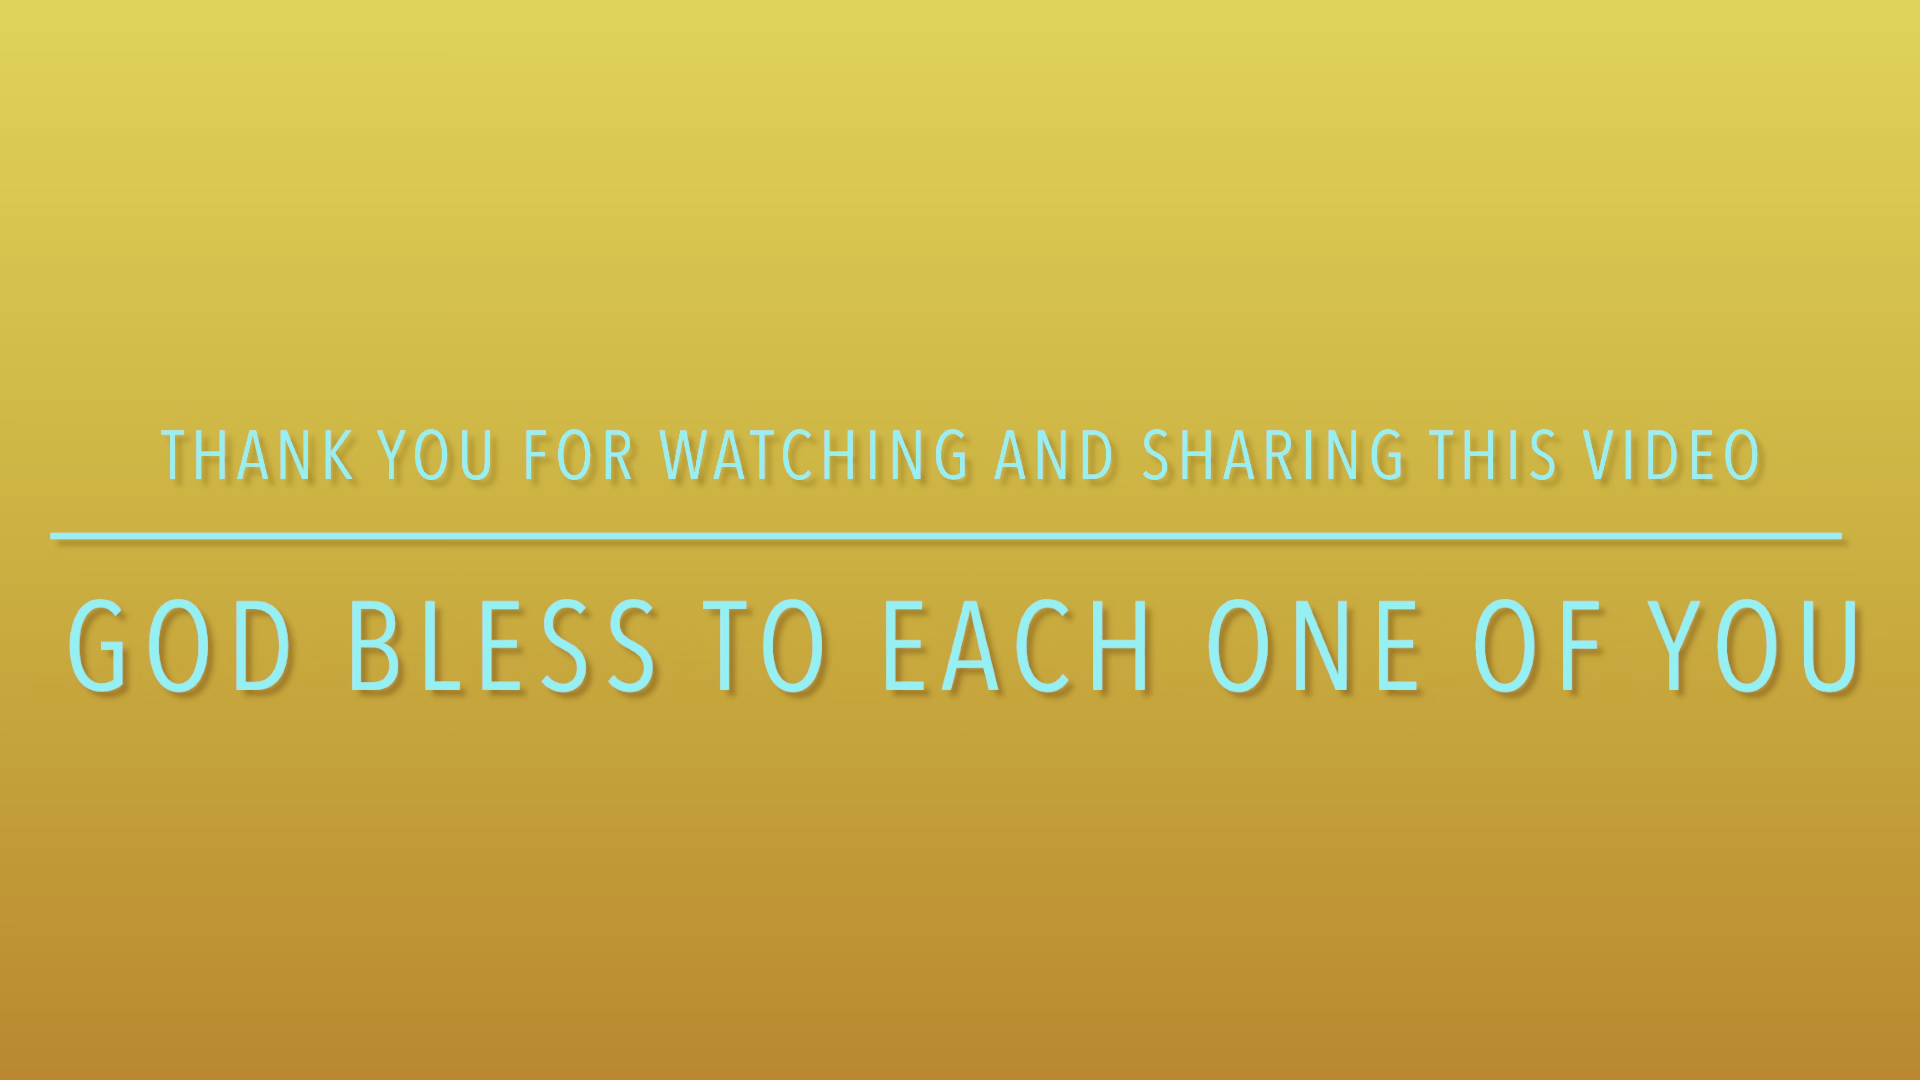 THANK YOU FOR WATCHING AND SHARING THIS VIDEO
GOD BLESS TO EACH ONE OF YOU